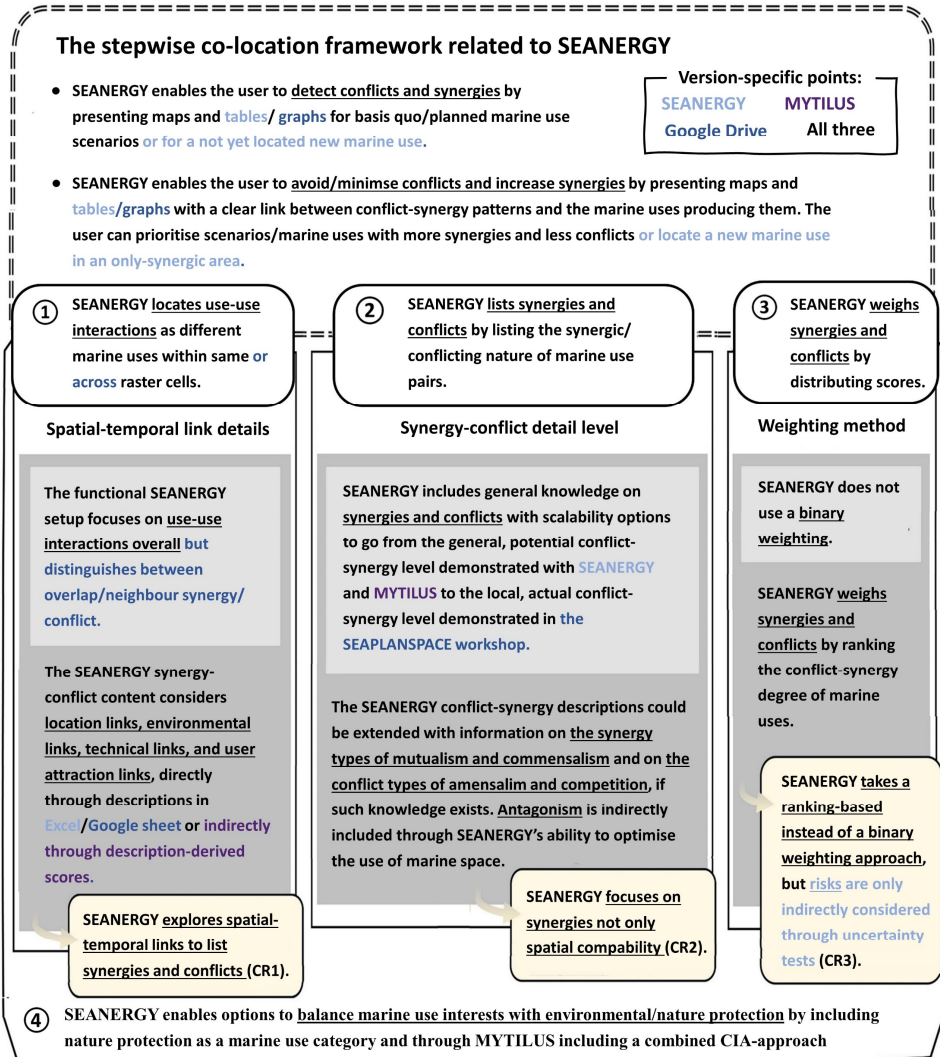 The stepwise co-location framework related to SEANERGY
• SEANERGY enables the user to detect conflicts and synergies by
presenting maps and tables/ graphs for basis quo/planned marine use
scenarios or for a not yet located new marine use.
Version-specific points:
SEANERGY MYTILUS
Google Drive All three
• SEANERGY enables the user to avoid/minimse conflicts and increase synergies by presenting maps and
tables/graphs with a clear link between conflict-synergy patterns and the marine uses producing them. The
user can prioritise scenarios/marine uses with more synergies and less conflicts or locate a new marine use
in an only-synergic area.
1
SEANERGY locates use-use
interactions as different
marine uses within same or
across raster cells.
Spatial-temporal link details
The functional SEANERGY
setup focuses on use-use
interactions overall but
distinguishes between
overlap/neighbour synergy/
conflict.
The SEANERGY synergy-
conflict content considers
location links, environmental
links, technical links, and user
attraction links, directly
through descriptions in
Excel/Google sheet or indirectly
through description-derived
scores.
SEANERGY explores spatial-
temporal links to list
synergies and conflicts (CR1).
2
SEANERGY lists synergies and
conflicts by listing the synergic/
conflicting nature of marine use
pairs.
Synergy-conflict detail level
SEANERGY includes general knowledge on
synergies and conflicts with scalability options
to go from the general, potential conflict-
synergy level demonstrated with SEANERGY
and MYTILUS to the local, actual conflict-
synergy level demonstrated in the
SEAPLANSPACE workshop.
The SEANERGY conflict-synergy descriptions could
be extended with information on the synergy
types of mutualism and commensalism and on the
conflict types of amensalim and competition, if
such knowledge exists. Antagonism is indirectly
included through SEANERGY's ability to optimise
the use of marine space.
SEANERGY focuses on
synergies not only
spatial compability (CR2).
3
SEANERGY weighs
synergies and
conflicts by
distributing scores.
Weighting method
SEANERGY does not
use a binary
weighting.
SEANERGY weighs
synergies and
conflicts by ranking
the conflict-synergy
degree of marine
uses.
SEANERGY takes a
ranking-based
instead of a binary
weighting approach,
but risks are only
indirectly considered
through uncertainty
tests (CR3).
4
SEANERGY enables options to balance marine use interests with environmental/nature protection by including
nature protection as a marine use category and through MYTILUS including a combined CIA-approach